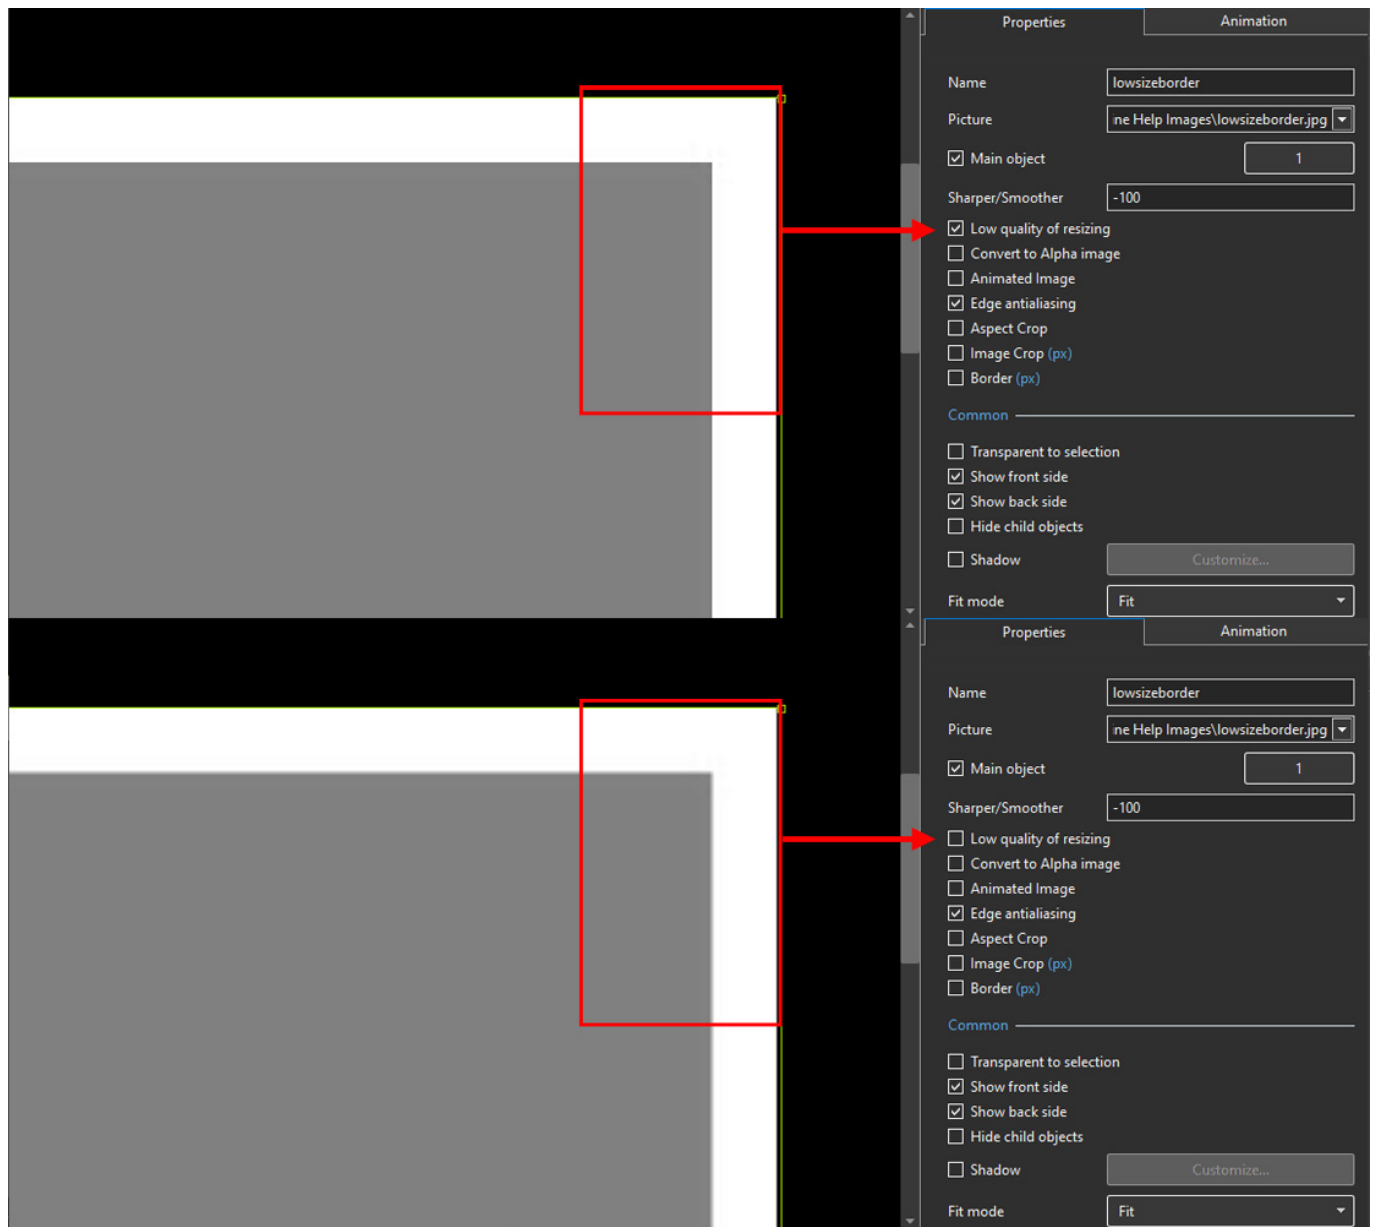 Properties Animation
Name lowsizeborder
Picture ne Help Images\lowsizeborder.jpg
Main object 1
Sharper/Smoother -100
Low quality of resizing
Convert to Alpha image
Animated Image
Edge antialiasing
Aspect Crop
Image Crop (px)
Border (px)
Common
Transparent to selection
Show front side
Show back side
Hide child objects
Shadow Customize...
Fit mode Fit
Properties Animation
Name lowsizeborder
Picture ne Help Images\lowsizeborder.jpg
Main object 1
Sharper/Smoother -100
Low quality of resizing
Convert to Alpha image
Animated Image
Edge antialiasing
Aspect Crop
Image Crop (px)
Border (px)
Common
Transparent to selection
Show front side
Show back side
Hide child objects
Shadow Customize...
Fit mode Fit